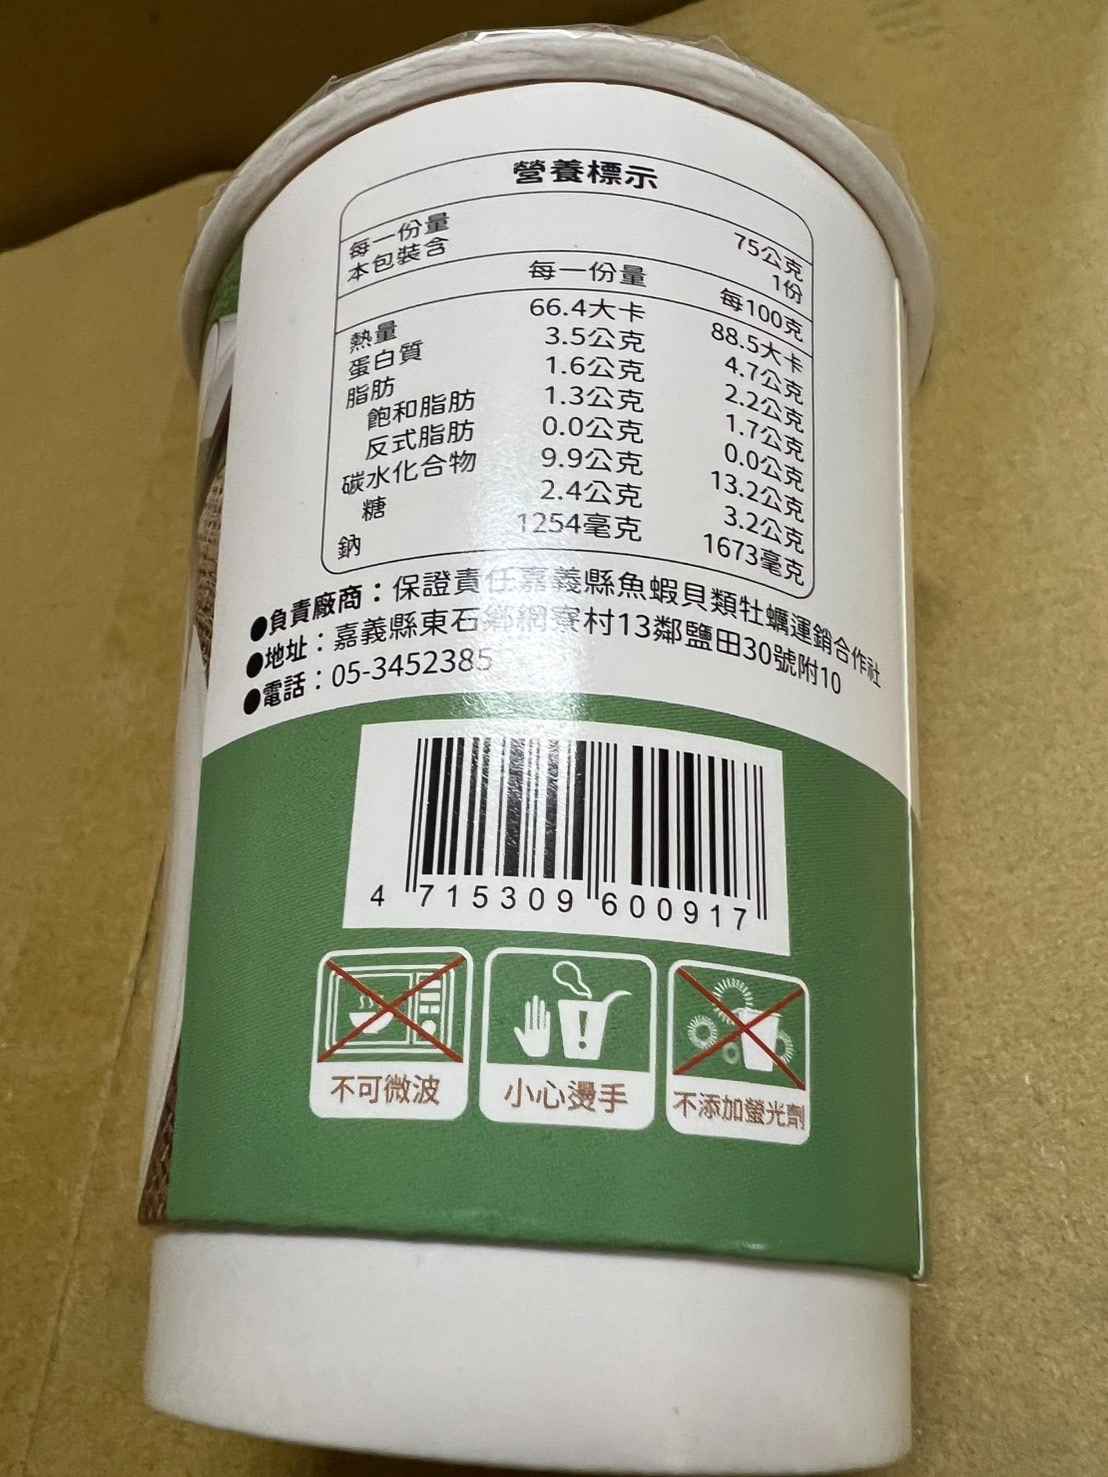 營養標示
每一份量 75公克
本包裝含 1份
每一份量 每100克
熱量 66.4大卡 88.5大卡
蛋白質 3.5公克 4.7公克
脂肪 1.6公克 2.2公克
飽和脂肪 1.3公克 1.7公克
反式脂肪 0.0公克 0.0公克
碳水化合物 9.9公克 13.2公克
糖 2.4公克 3.2公克
鈉 1254毫克 1673毫克
●負責廠商：保證責任嘉義縣魚蝦貝類牡蠣運銷合作社
●地址：嘉義縣東石鄉網寮村13鄰鹽田30號附10
●電話：05-3452385
4 715309 600917
不可微波 小心燙手 不添加螢光劑